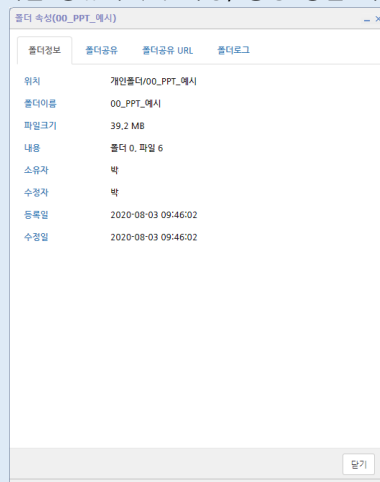 폴더 속성(00_PPT_예시)
폴더정보 폴더공유 폴더공유 URL 폴더로그
위치 개인폴더/00_PPT_예시
폴더이름 00_PPT_예시
파일크기 39,2 MB
내용 폴더 0, 파일 6
소유자 박
수정자 박
등록일 2020-08-03 09:46:02
수정일 2020-08-03 09:46:02
닫기